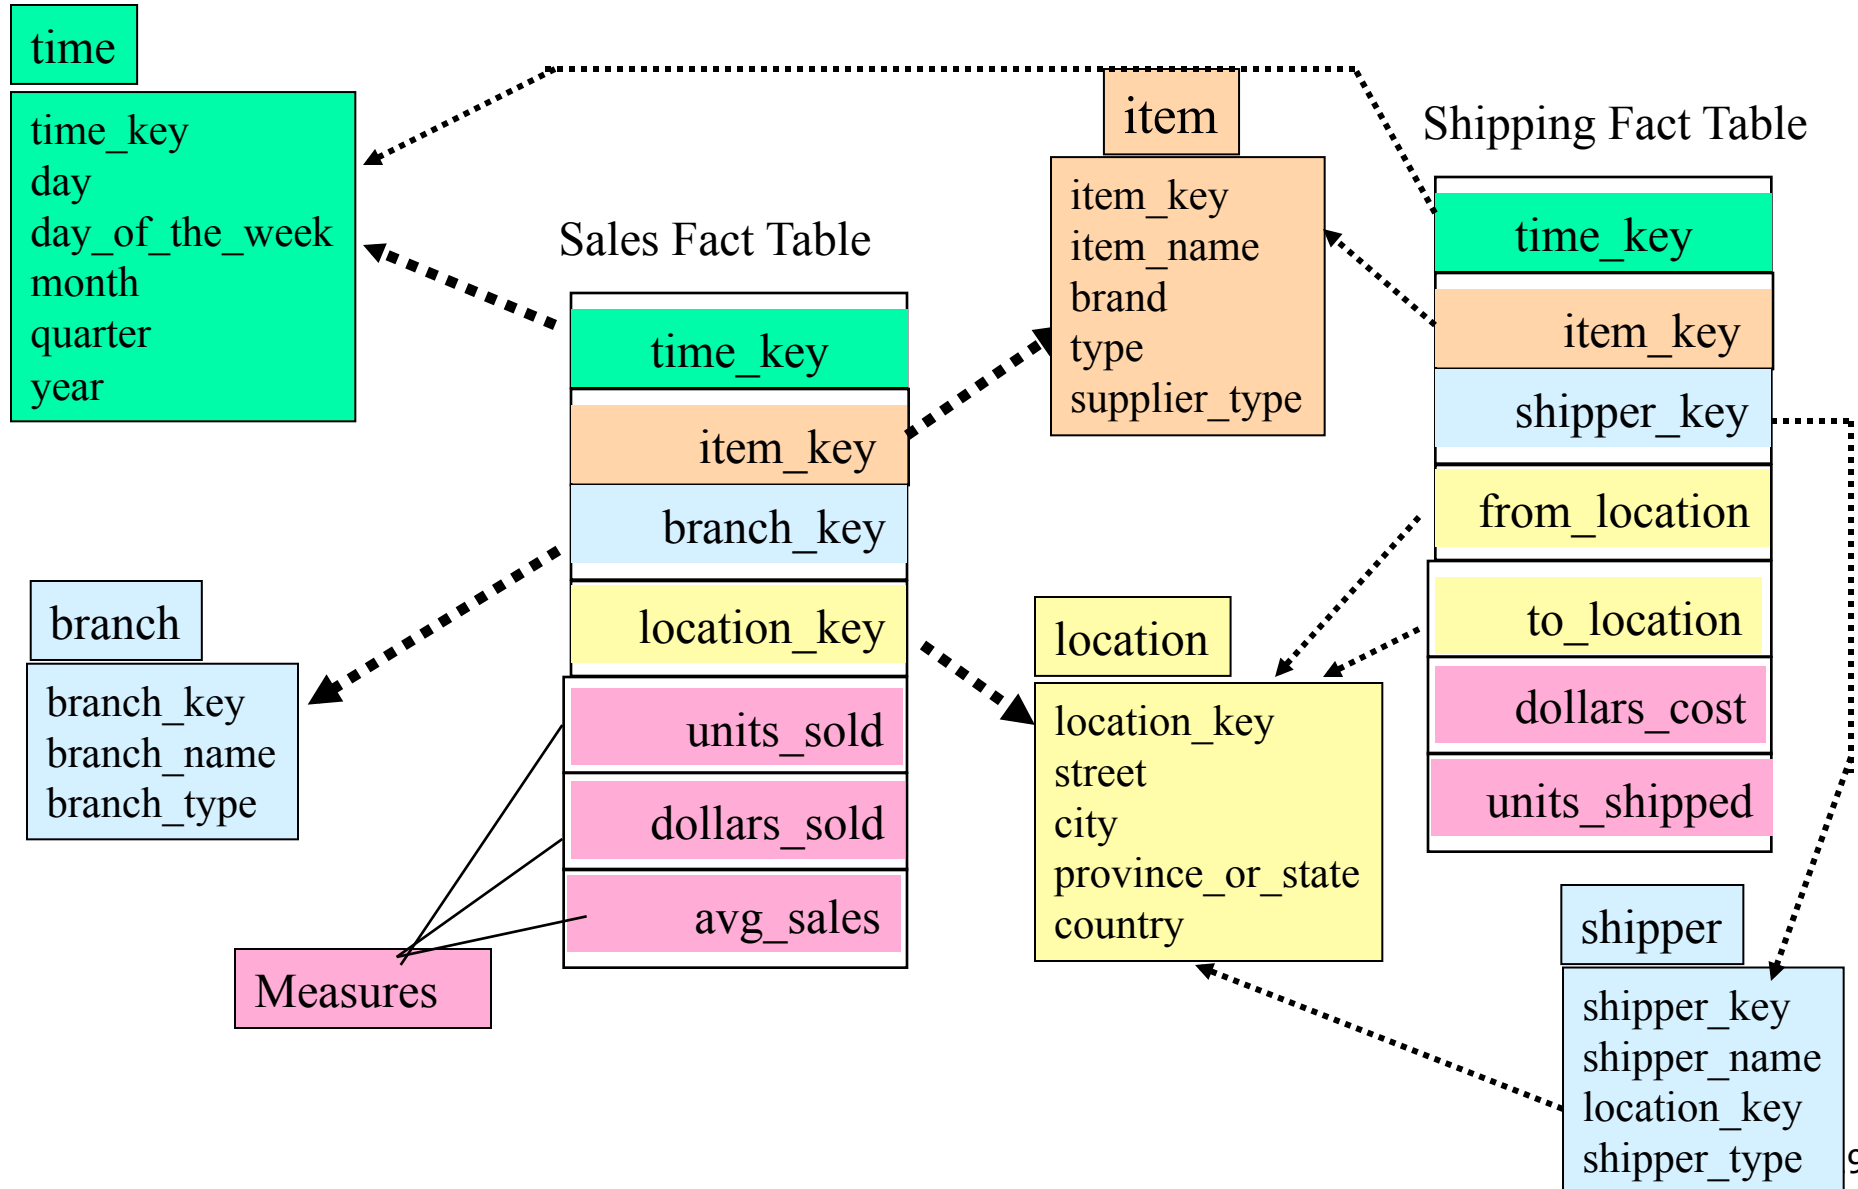 time
time_key
day
day_of_the_week
month
quarter
year
Sales Fact Table
time_key
item_key
branch_key
location_key
units_sold
dollars_sold
avg_sales
Measures
branch
branch_key
branch_name
branch_type
item
item_key
item_name
brand
type
supplier_type
location
location_key
street
city
province_or_state
country
Shipping Fact Table
time_key
item_key
shipper_key
from_location
to_location
dollars_cost
units_shipped
shipper
shipper_key
shipper_name
location_key
shipper_type
9